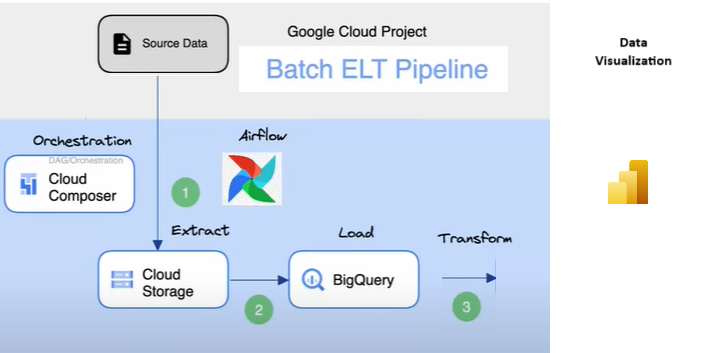 Source Data
Google Cloud Project
Batch ELT Pipeline
Data
Visualization
Orchestration
Airflow
DAG/Orchestration
Cloud
Composer
1
Extract
Load
Transform
Cloud
Storage
BigQuery
2
3